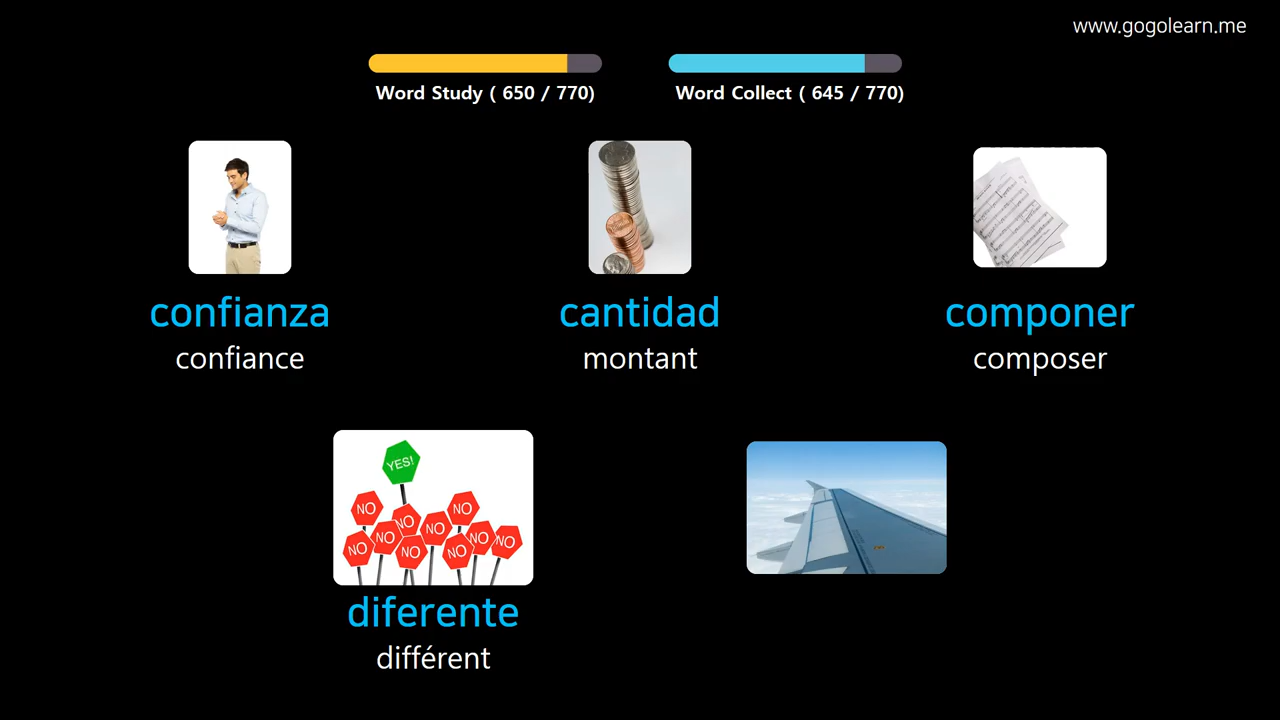 www.gogolearn.me
Word Study ( 650 / 770)
Word Collect ( 645 / 770)
confianza
confiance
cantidad
montant
componer
composer
YES!
NO
NO
NO
NO
NO
NO
NO
NO
NO
NO
diferente
différent